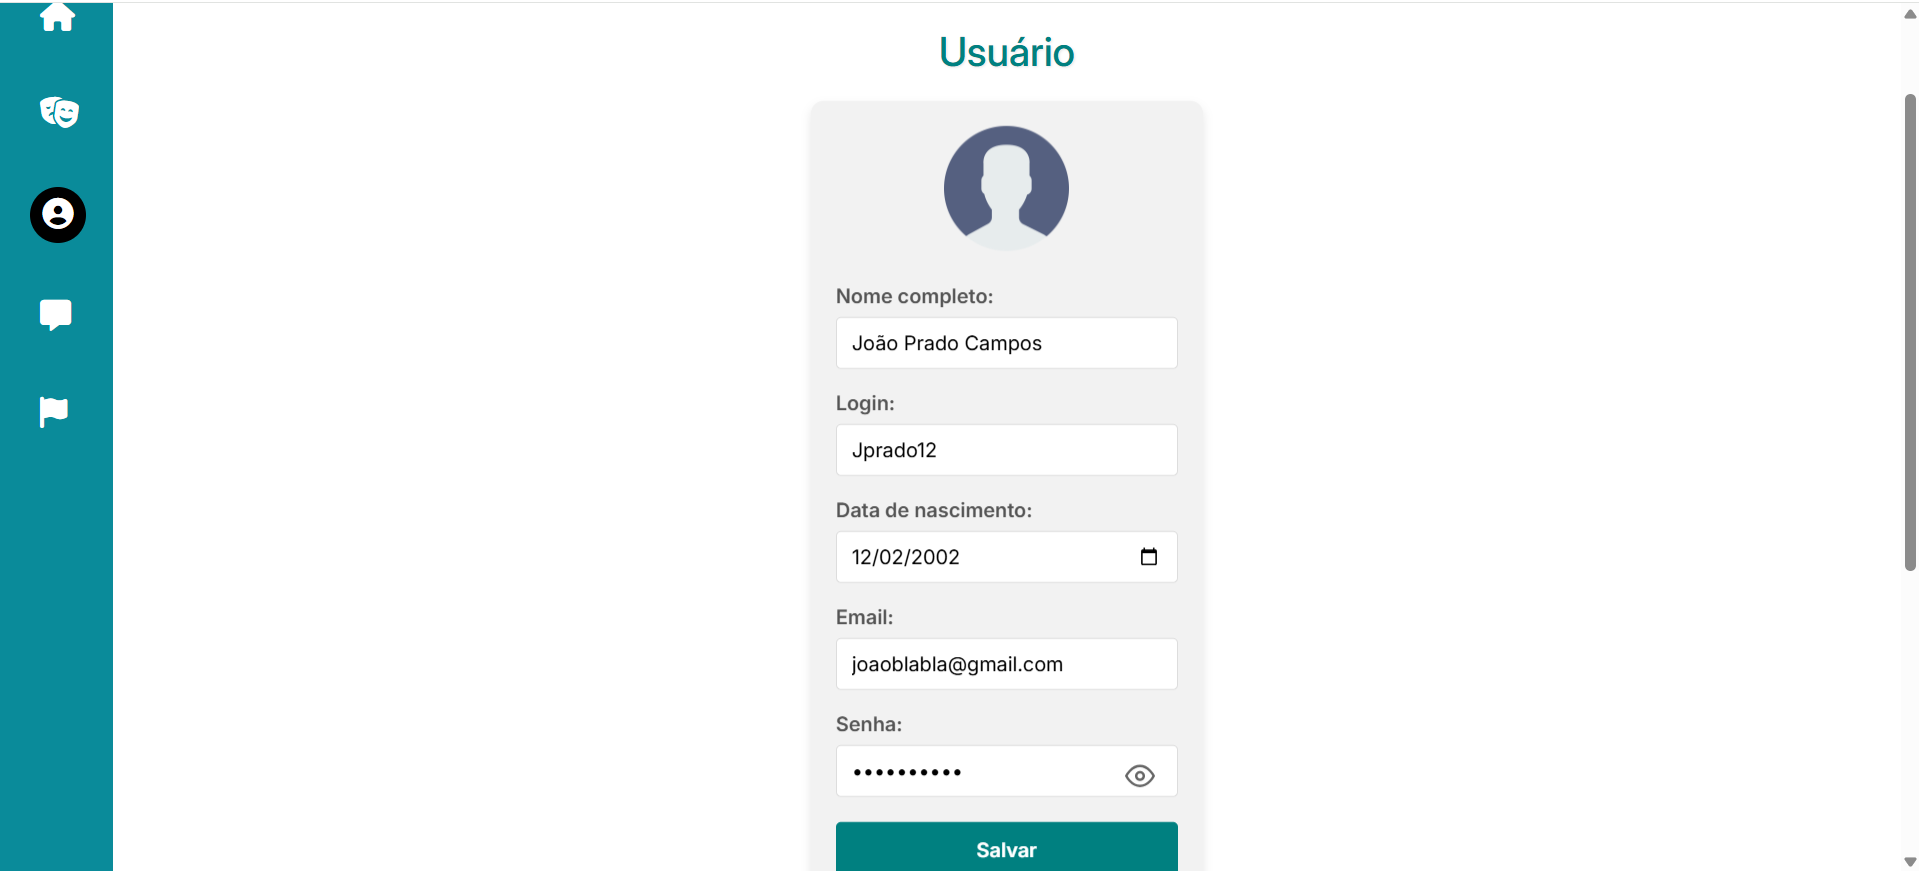 Usuário
Nome completo:
João Prado Campos
Login:
Jprado12
Data de nascimento:
12/02/2002
Email:
joaoblabla@gmail.com
Senha:
••••••••••
Salvar